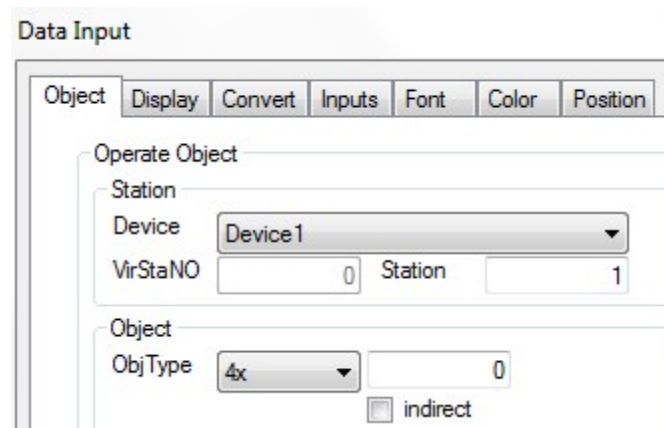 Data Input
Object Display Convert Inputs Font Color Position
Operate Object
Station
Device Device1
VirStaNO 0 Station 1
Object
ObjType 4x 0
indirect